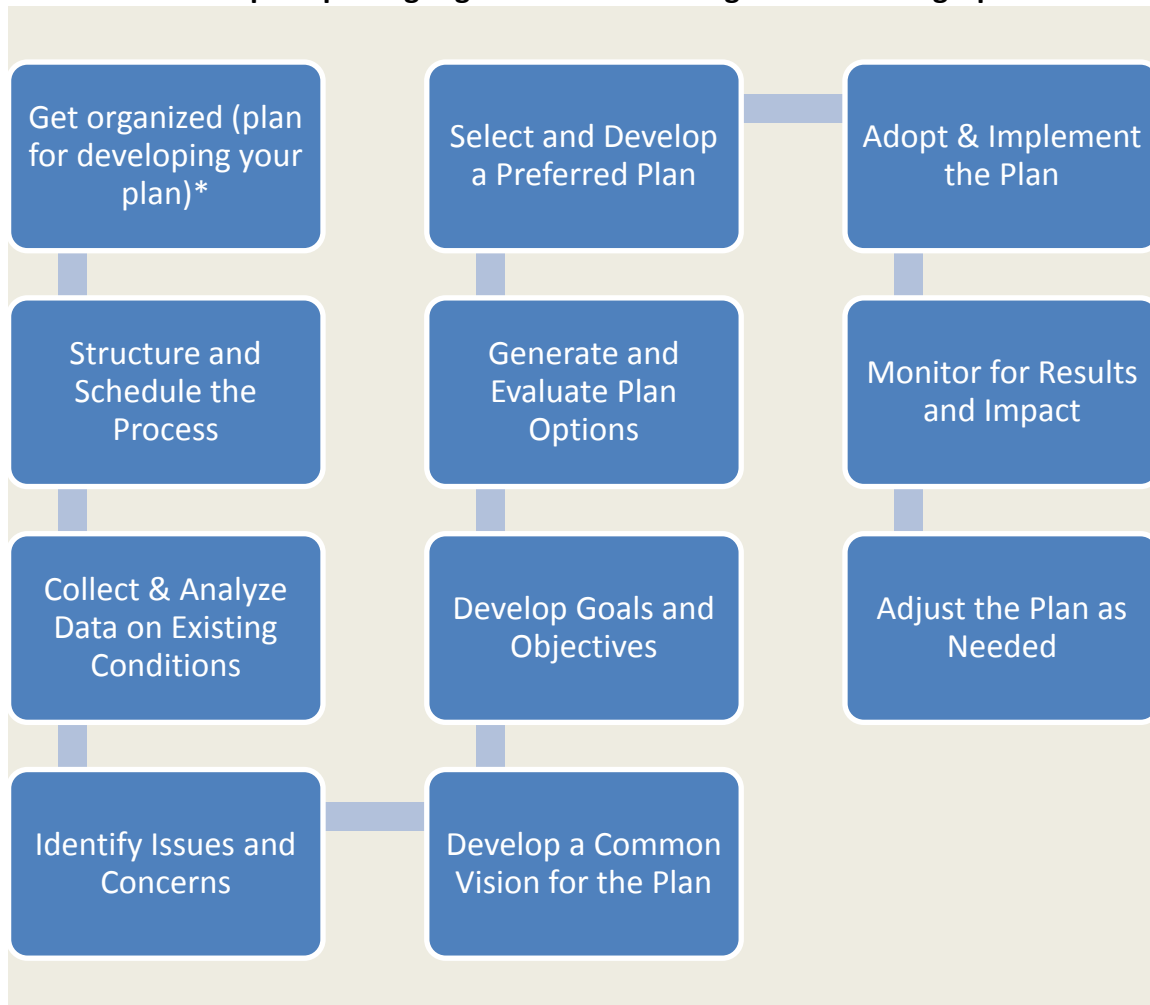 Get organized (plan
for developing your
plan)*
Structure and
Schedule the
Process
Collect & Analyze
Data on Existing
Conditions
Identify Issues and
Concerns
Develop a Common
Vision for the Plan
Develop Goals and
Objectives
Generate and
Evaluate Plan
Options
Select and Develop
a Preferred Plan
Adopt & Implement
the Plan
Monitor for Results
and Impact
Adjust the Plan as
Needed